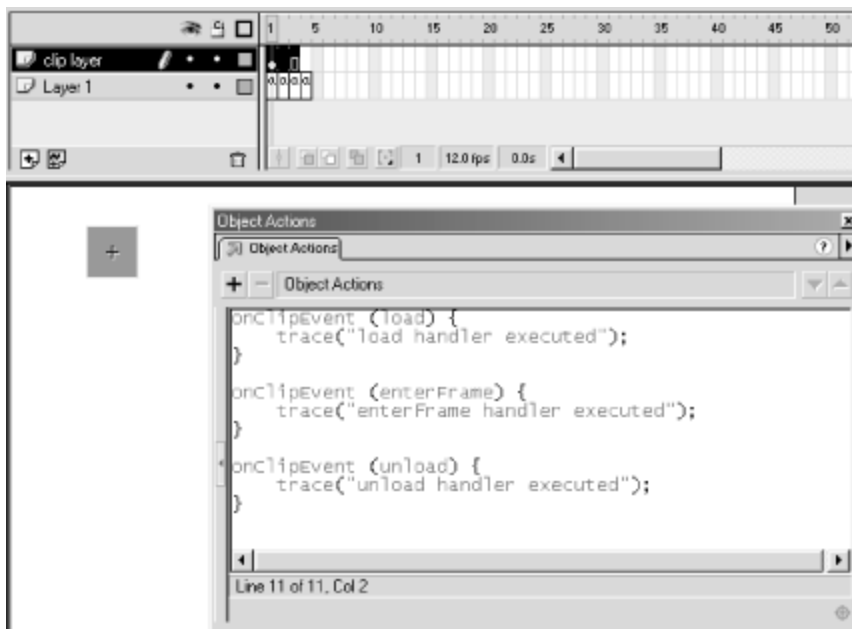 1 5 10 15 20 25 30 35 40 45 50
clip layer
Layer 1
a a a a
1 12.0 fps 0.0s
Object Actions
Object Actions
Object Actions
onClipEvent (load) {
trace("load handler executed");
}
onClipEvent (enterFrame) {
trace("enterFrame handler executed");
}
onClipEvent (unload) {
trace("unload handler executed");
}
Line 11 of 11, Col 2